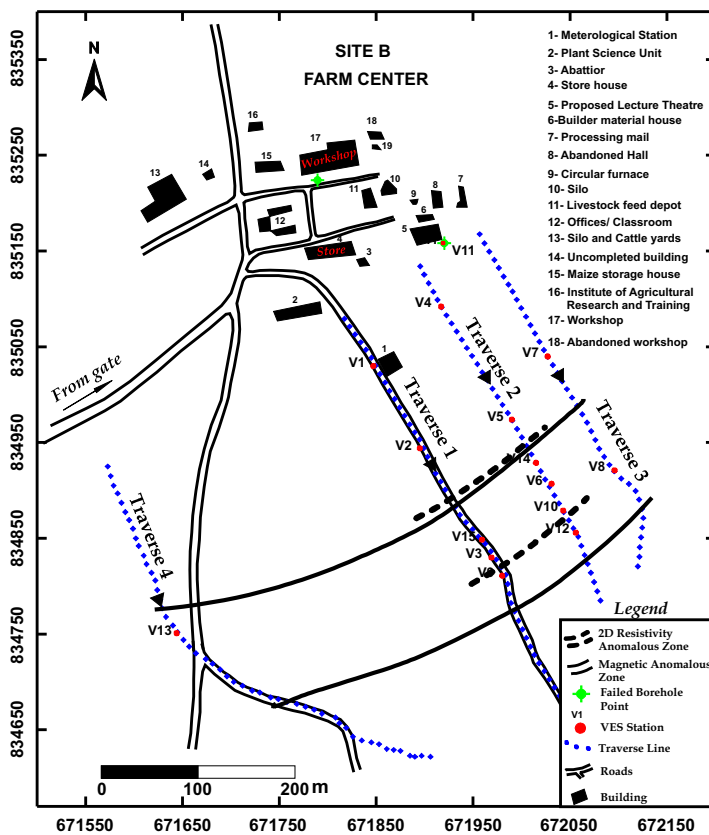 SITE B
FARM CENTER
N
1- Meterological Station
2- Plant Science Unit
3- Abattior
4- Store house
5- Proposed Lecture Theatre
6-Builder material house
7- Processing mail
8- Abandoned Hall
9- Circular furnace
10- Silo
11- Livestock feed depot
12- Offices/ Classroom
13- Silo and Cattle yards
14- Uncompleted building
15- Maize storage house
16- Institute of Agricultural
Research and Training
17- Workshop
18- Abandoned workshop
835350
835250
835150
835050
834950
834850
834750
834650
16
18
17
19
Workshop
15
14
13
10
11
9
8
7
6
5
12
4
Store
3
V11
2
1
V4
V1
V7
V5
V2
V14
V8
V6
V10
V12
V15
V3
V13
From gate
Traverse 1
Traverse 2
Traverse 3
Traverse 4
Legend
2D Resistivity
Anomalous Zone
Magnetic Anomalous
Zone
Failed Borehole
Point
V1
VES Station
Traverse Line
Roads
Building
0 100 200 m
671550 671650 671750 671850 671950 672050 672150